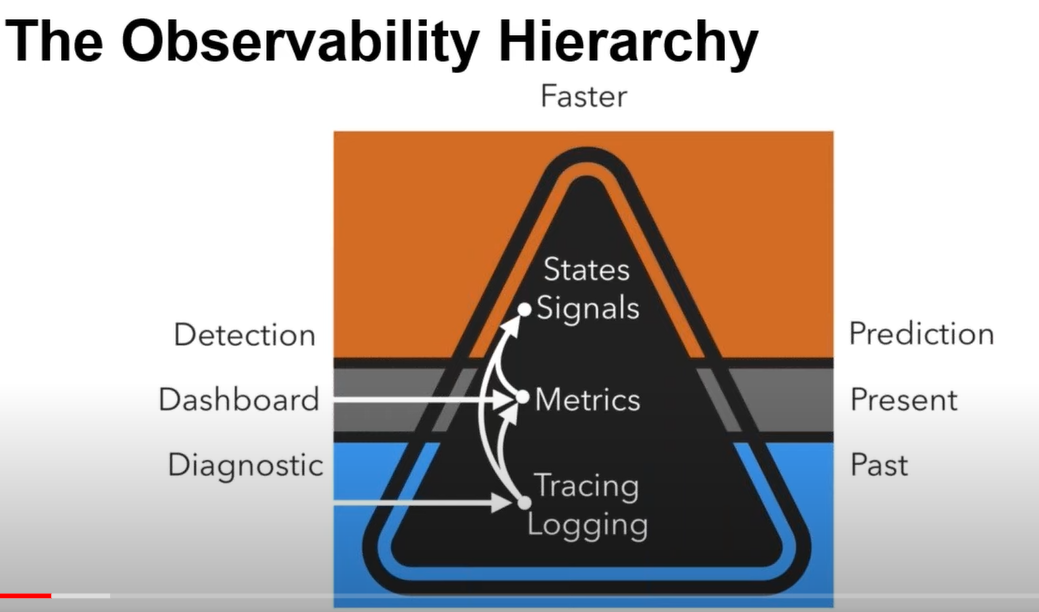 The Observability Hierarchy
Faster
States
Signals
Detection
Prediction
Dashboard
Metrics
Present
Diagnostic
Past
Tracing
Logging